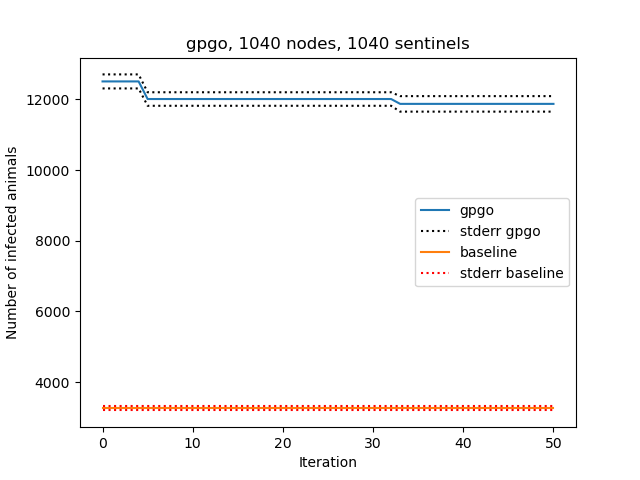 gpgo, 1040 nodes, 1040 sentinels
Number of infected animals
12000
10000
8000
6000
4000
gpgo
stderr gpgo
baseline
stderr baseline
0 10 20 30 40 50
Iteration